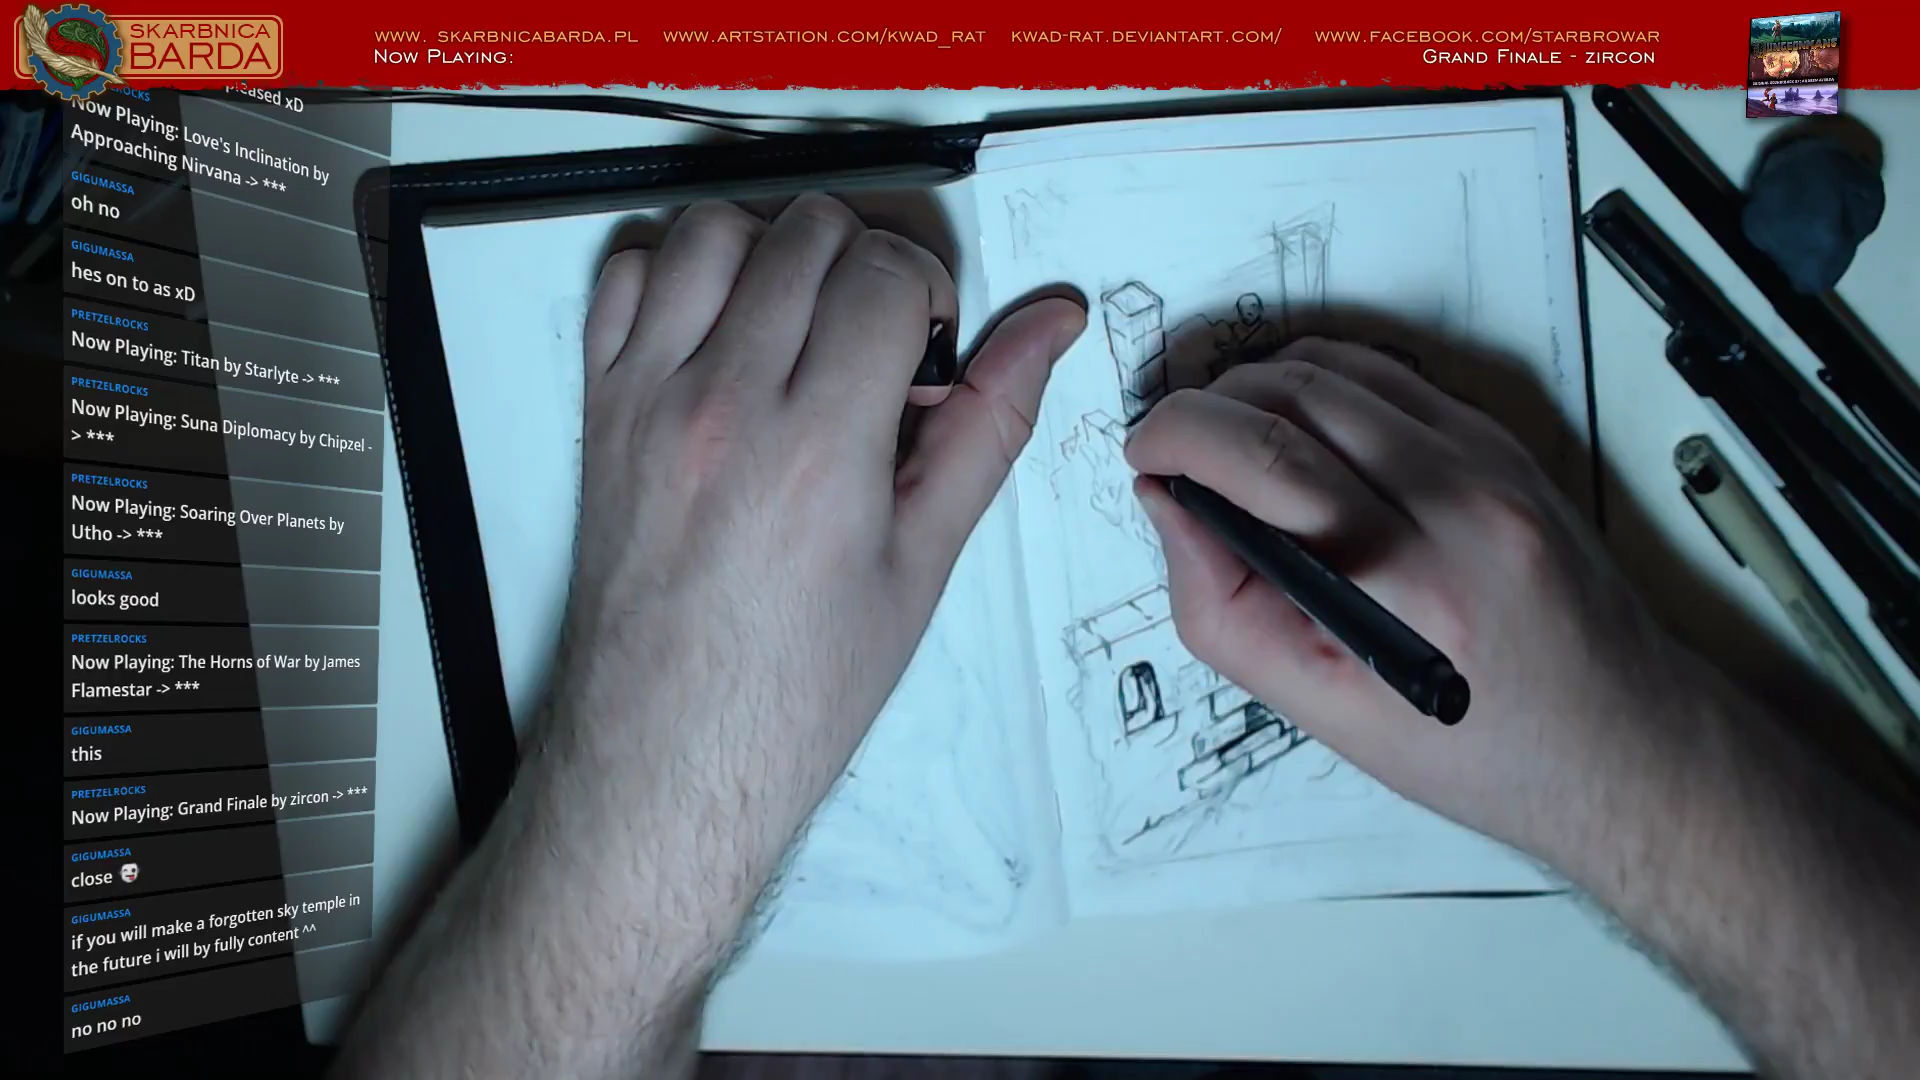 SKARBNICA
BARDA
WWW. SKARBNICABARDA.PL WWW.ARTSTATION.COM/KWAD_RAT KWAD-RAT.DEVIANTART.COM/ WWW.FACEBOOK.COM/STARBROWAR
Now Playing:
Grand Finale - zircon
pleased xD
Now Playing: Love's Inclination by
Approaching Nirvana -> ***
GIGUMASSA
oh no
GIGUMASSA
hes on to as xD
PRETZELROCKS
Now Playing: Titan by Starlyte -> ***
PRETZELROCKS
Now Playing: Suna Diplomacy by Chipzel -
> ***
PRETZELROCKS
Now Playing: Soaring Over Planets by
Utho -> ***
GIGUMASSA
looks good
PRETZELROCKS
Now Playing: The Horns of War by James
Flamestar -> ***
GIGUMASSA
this
PRETZELROCKS
Now Playing: Grand Finale by zircon -> ***
GIGUMASSA
close
GIGUMASSA
if you will make a forgotten sky temple in
the future i will by fully content ^^
GIGUMASSA
no no no